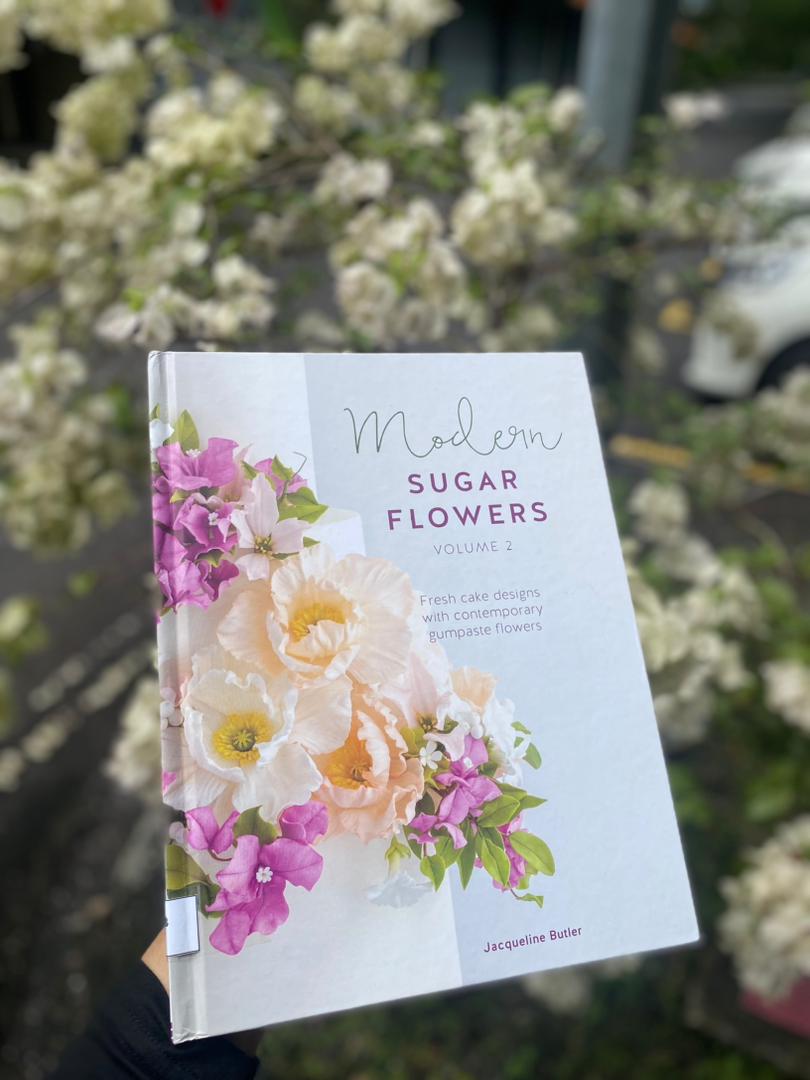 Modern
SUGAR
FLOWERS
VOLUME 2
Fresh cake designs
with contemporary
gumpaste flowers
Jacqueline Butler